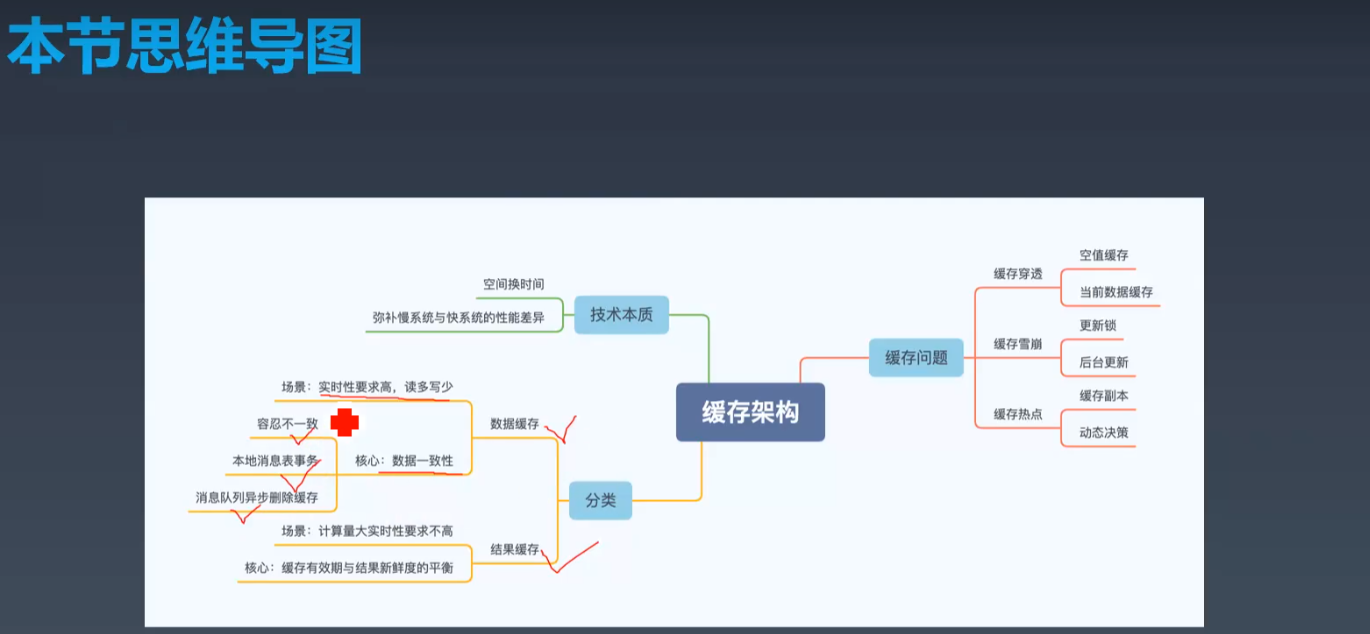 本节思维导图
空间换时间
弥补慢系统与快系统的性能差异
技术本质
场景：实时性要求高，读多写少
容忍不一致
本地消息表事务
消息队列异步删除缓存
核心：数据一致性
数据缓存
场景：计算量大实时性要求不高
核心：缓存有效期与结果新鲜度的平衡
结果缓存
分类
缓存架构
缓存问题
缓存穿透
空值缓存
当前数据缓存
缓存雪崩
更新锁
后台更新
缓存热点
缓存副本
动态决策